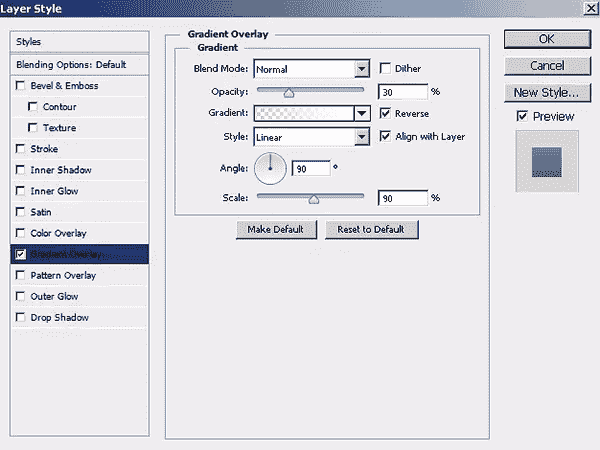 Layer Style
Styles
Blending Options: Default
Bevel & Emboss
Contour
Texture
Stroke
Inner Shadow
Inner Glow
Satin
Color Overlay
Gradient Overlay
Pattern Overlay
Outer Glow
Drop Shadow
Gradient Overlay
Gradient
Blend Mode: Normal Dither
Opacity: 30 %
Gradient: Reverse
Style: Linear Align with Layer
Angle: 90 °
Scale: 90 %
Make Default Reset to Default
OK
Cancel
New Style...
Preview